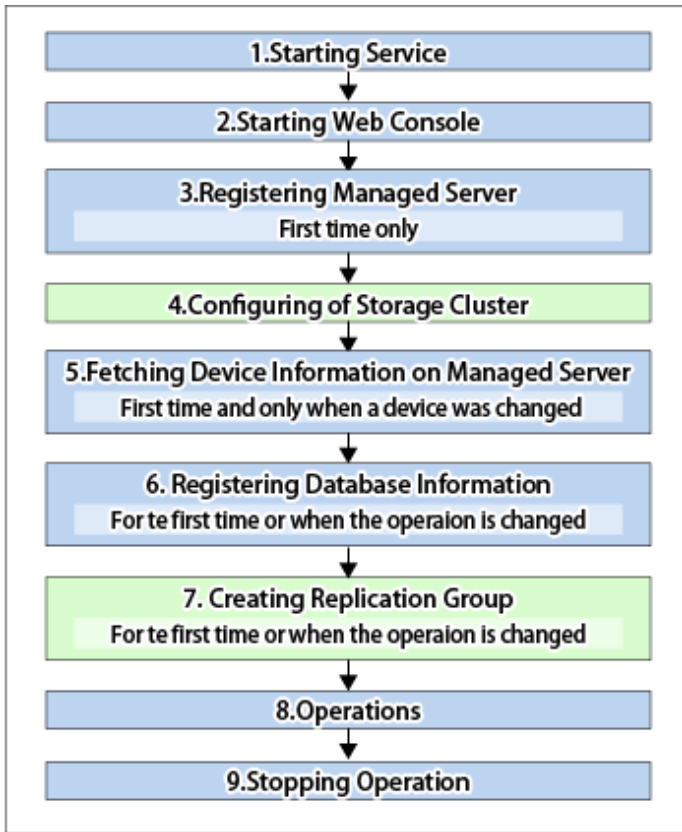 1.Starting Service
2.Starting Web Console
3.Registering Managed Server
First time only
4.Configuring of Storage Cluster
5.Fetching Device Information on Managed Server
First time and only when a device was changed
6. Registering Database Information
For te first time or when the operaion is changed
7. Creating Replication Group
For te first time or when the operaion is changed
8.Operations
9.Stopping Operation